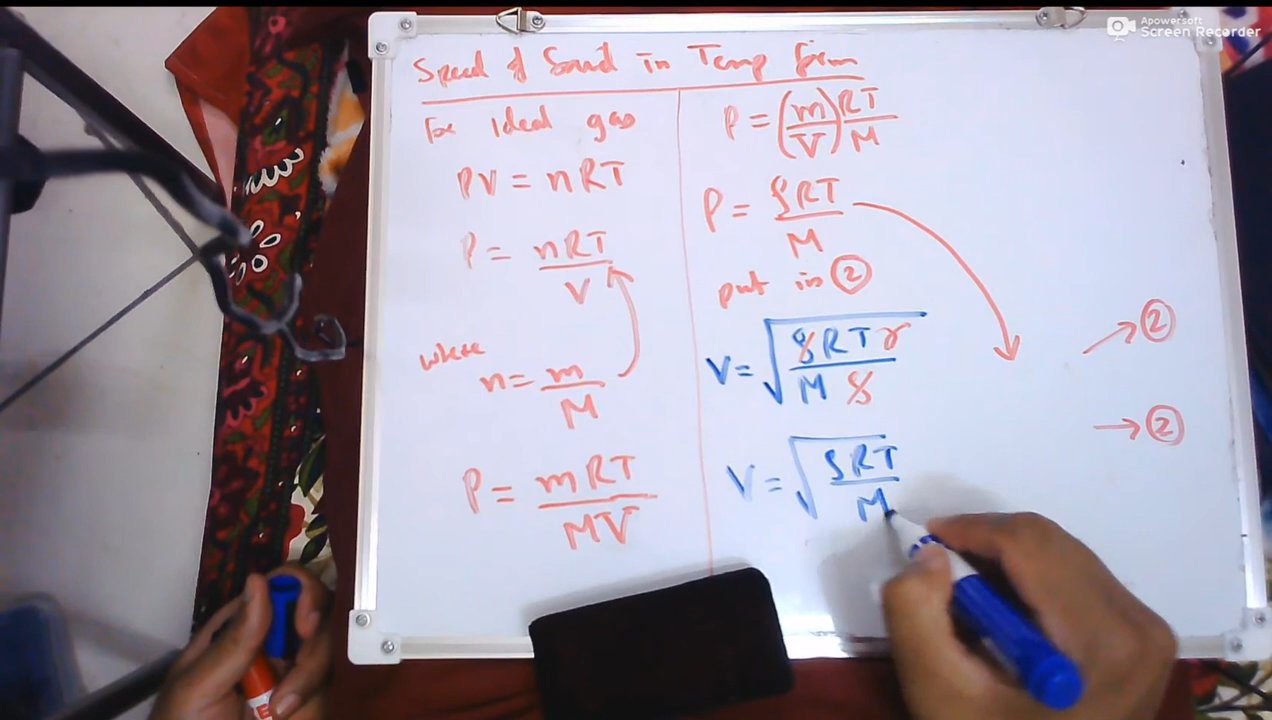 Speed of Sound in Temp form
For ideal gas
PV = nRT
P = nRT/V
where
n = m/M
P = mRT/MV
P = (m/V) RT/M
P = ρRT/M
put in ②
V = √(ρRTγ/Mρ)
V = √(ρRT/M
→ ②
→ ②
Apowersoft
Screen Recorder